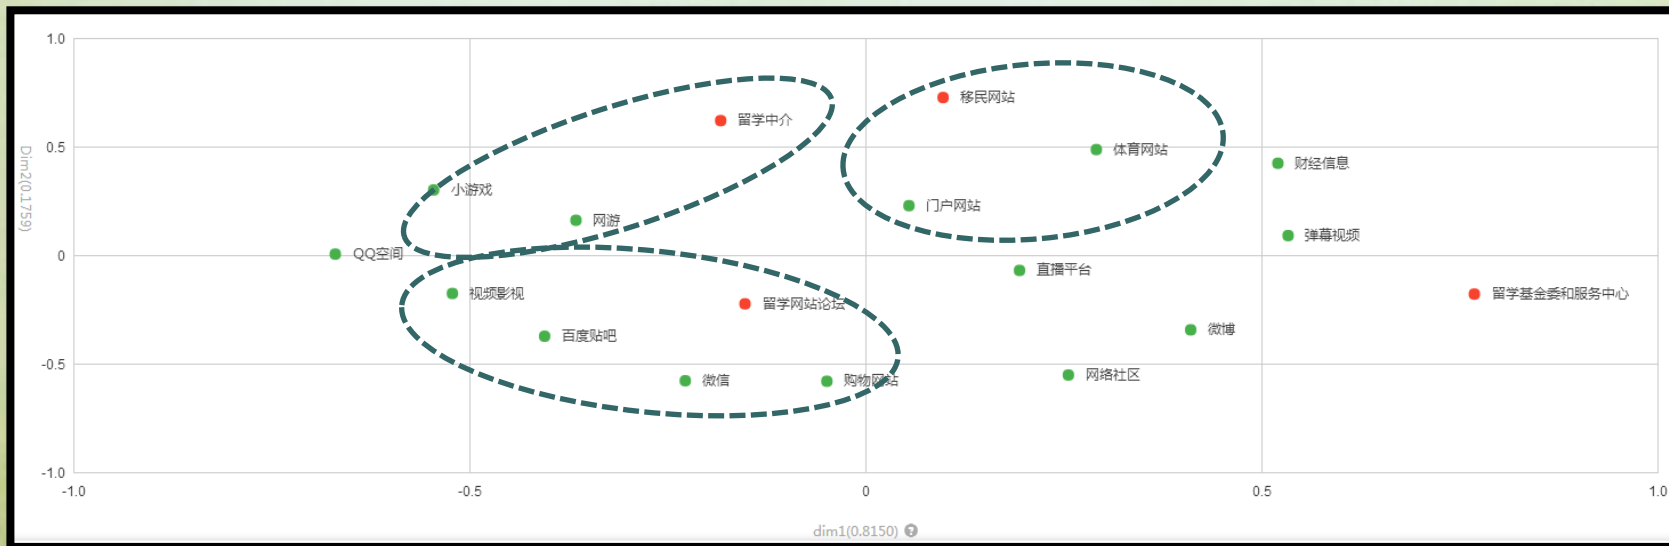 1.0
移民网站
留学中介
0.5
体育网站
财经信息
小游戏
门户网站
网游
弹幕视频
Dim2(0.1759)
0
QQ空间
直播平台
视频影视
留学网站论坛
留学基金委和服务中心
百度贴吧
微博
-0.5
微信
购物网站
网络社区
-1.0
-1.0
-0.5
0
0.5
1.0
dim1(0.8150) ?